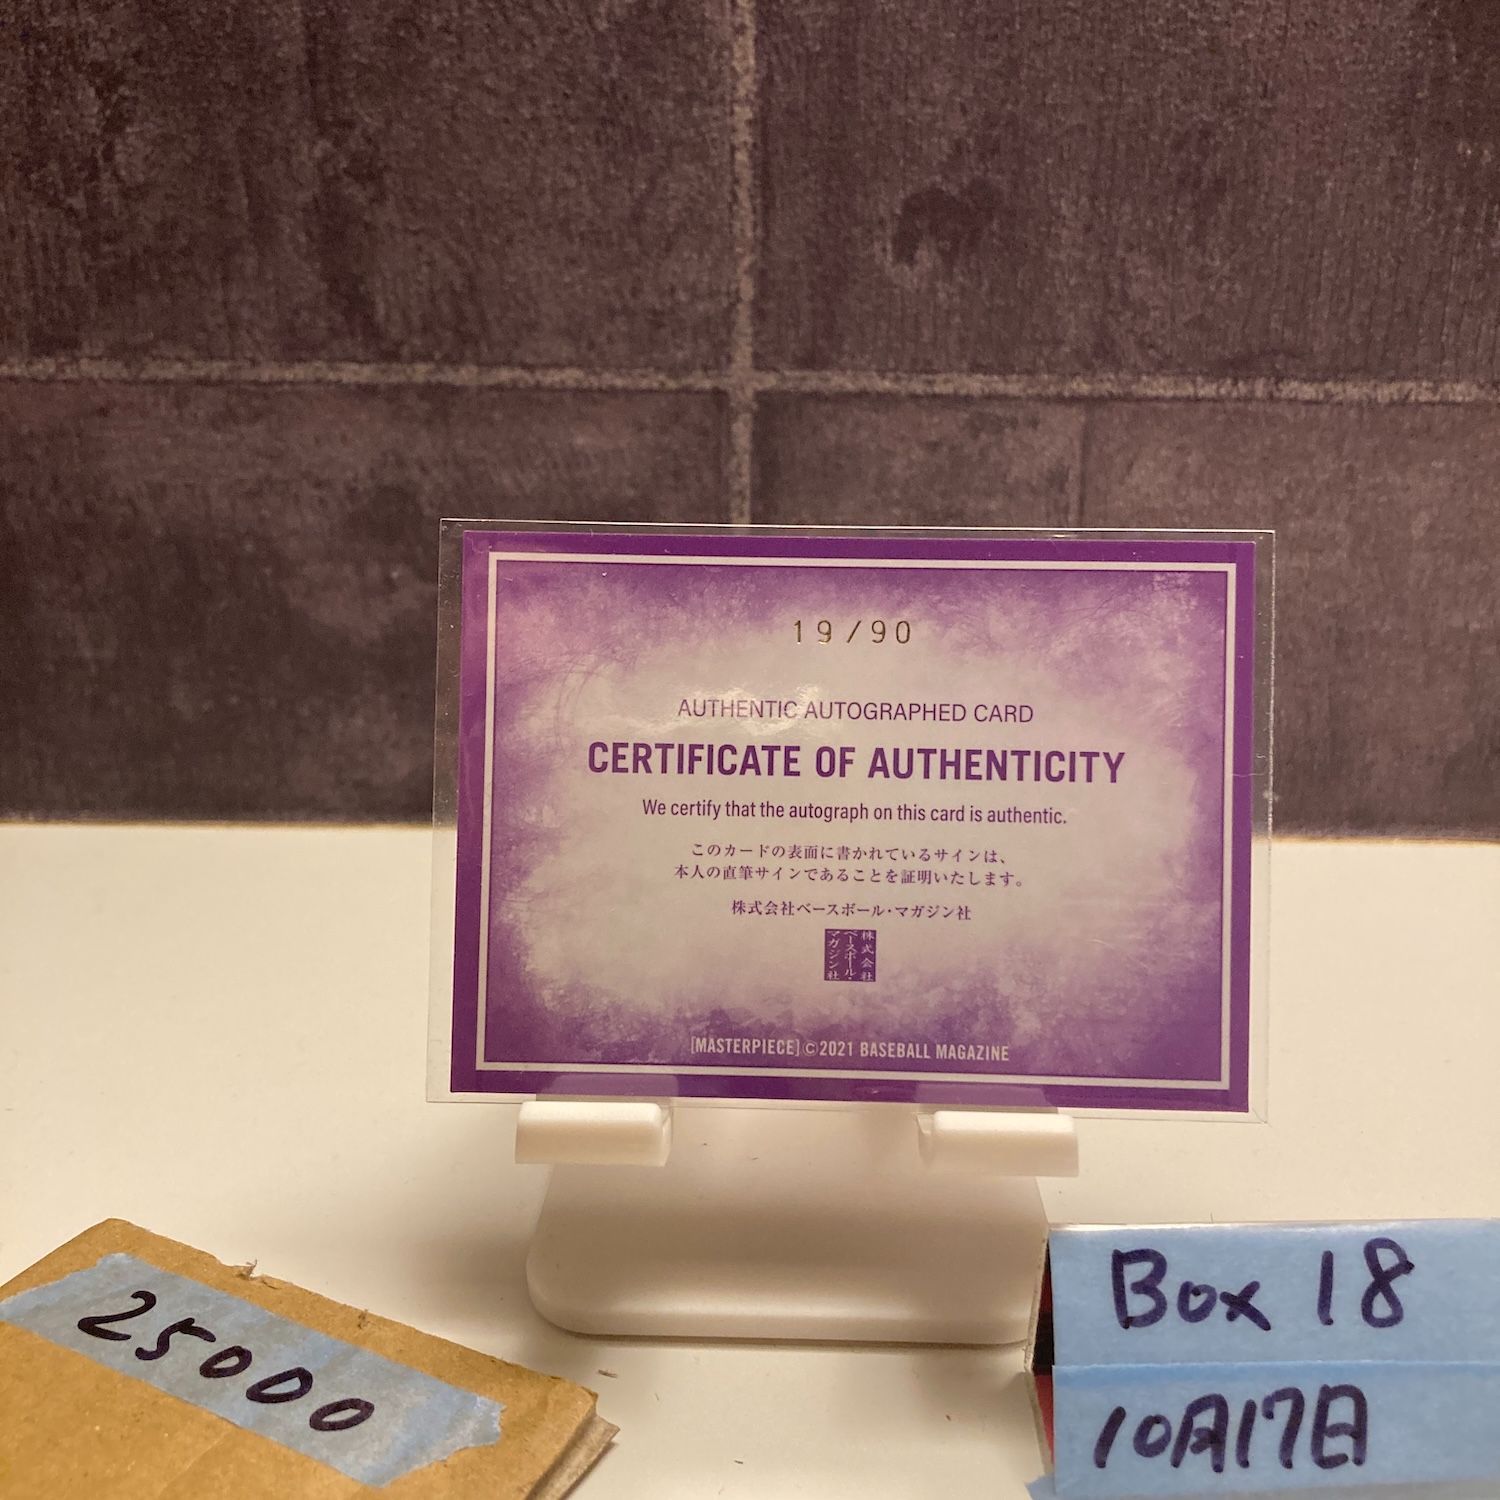 19/90
AUTHENTIC AUTOGRAPHED CARD
CERTIFICATE OF AUTHENTICITY
We certify that the autograph on this card is authentic.
このカードの表面に書かれているサインは、
本人の直筆サインであることを証明いたします。
株式会社ベースボール・マガジン社
株式会社
ベースボール・
マガジン社
[MASTERPIECE] ©2021 BASEBALL MAGAZINE
25000
Box 18
10月17日